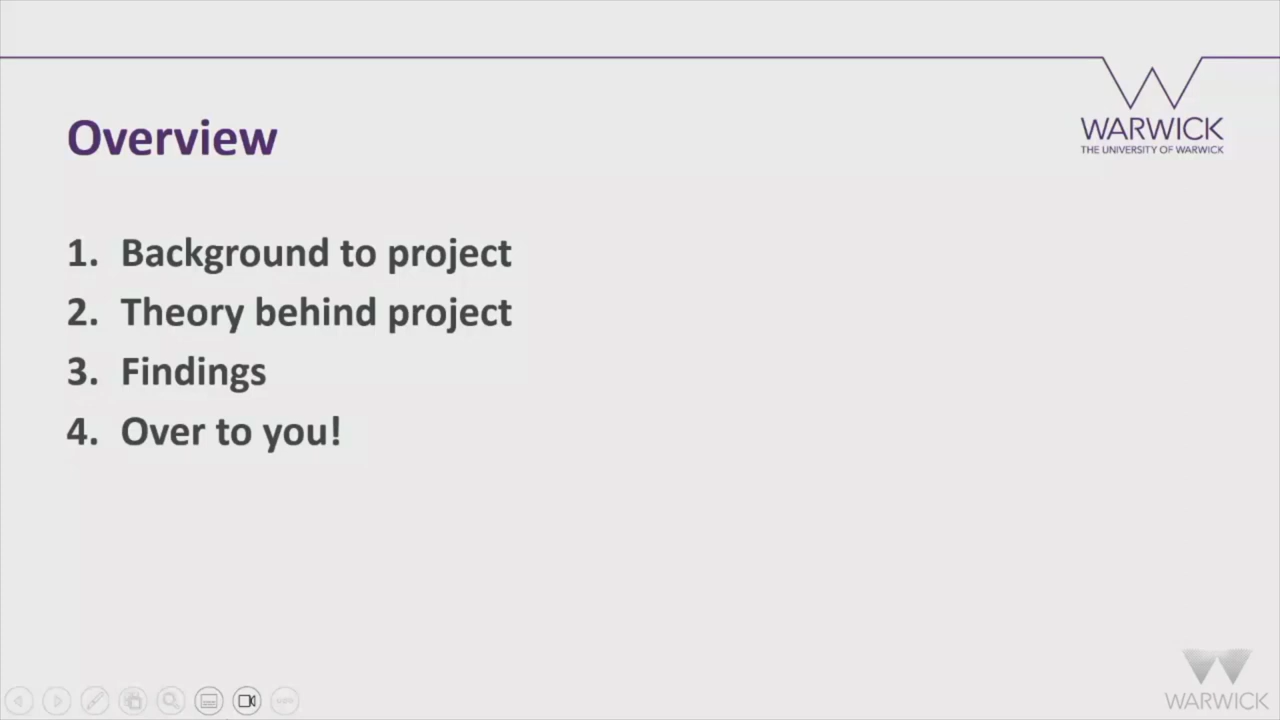 WARWICK
THE UNIVERSITY OF WARWICK
Overview
1. Background to project
2. Theory behind project
3. Findings
4. Over to you!
WARWICK